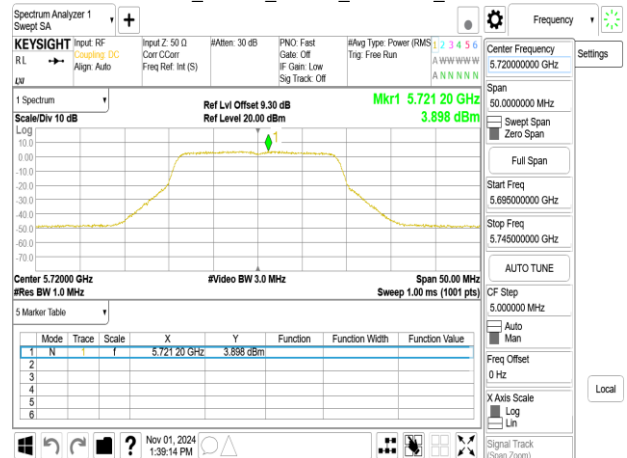 Spectrum Analyzer 1
Swept SA
Frequency
KEYSIGHT
RL
Input: RF
Coupling: DC
Align: Auto
Input Z: 50 Ω
Corr CCorr
Freq Ref: Int (S)
#Atten: 30 dB
PNO: Fast
Gate: Off
IF Gain: Low
Sig Track: Off
#Avg Type: Power (RMS
Trig: Free Run
1 2 3 4 5 6
A W W W W W
A N N N N N
Center Frequency
5.720000000 GHz
Settings
Span
50.0000000 MHz
Swept Span
Zero Span
Full Span
Start Freq
5.695000000 GHz
Stop Freq
5.745000000 GHz
AUTO TUNE
CF Step
5.000000 MHz
Auto
Man
Freq Offset
0 Hz
X Axis Scale
Log
Lin
Local
Signal Track
(Span Zoom)
1 Spectrum
Scale/Div 10 dB
Ref Lvl Offset 9.30 dB
Ref Level 20.00 dBm
Mkr1 5.721 20 GHz
3.898 dBm
Log
10.0
0.00
-10.0
-20.0
-30.0
-40.0
-50.0
-60.0
-70.0
1
Center 5.72000 GHz
#Res BW 1.0 MHz
#Video BW 3.0 MHz
Span 50.00 MHz
Sweep 1.00 ms (1001 pts)
5 Marker Table
Mode Trace Scale X Y Function Function Width Function Value
1 N 1 f 5.721 20 GHz 3.898 dBm
2
3
4
5
6
?
Nov 01, 2024
1:39:14 PM